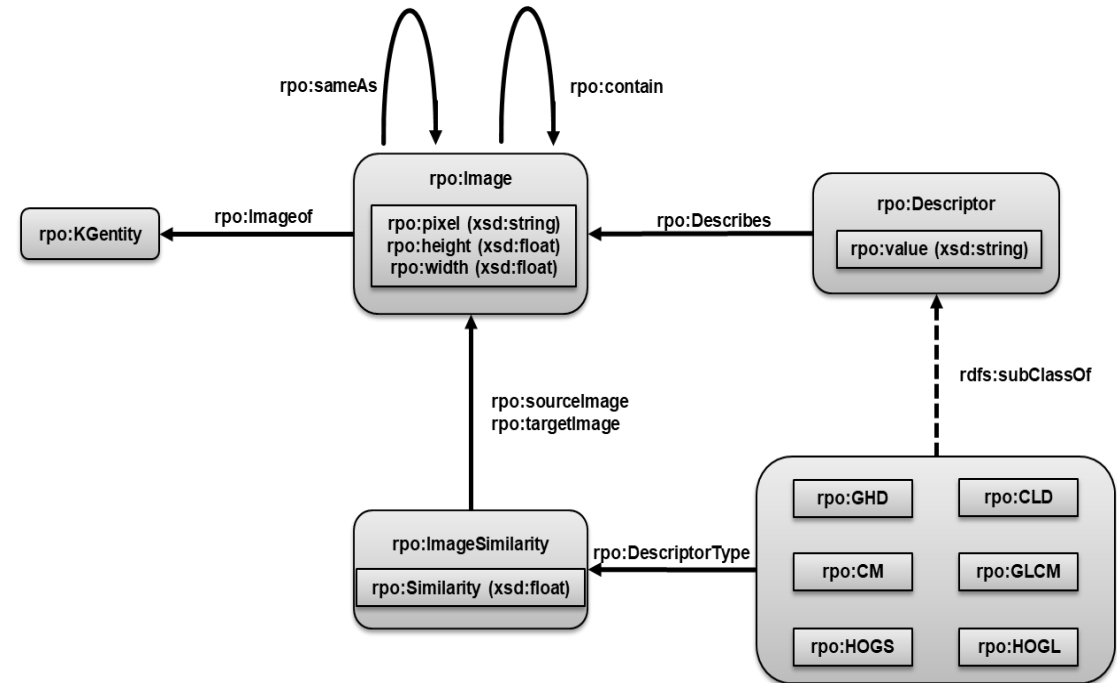 rpo:sameAs
rpo:contain
rpo:Image
rpo:pixel (xsd:string)
rpo:height (xsd:float)
rpo:width (xsd:float)
rpo:Imageof
rpo:KGentity
rpo:Describes
rpo:Descriptor
rpo:value (xsd:string)
rdfs:subClassOf
rpo:sourceImage
rpo:targetImage
rpo:ImageSimilarity
rpo:Similarity (xsd:float)
rpo:DescriptorType
rpo:GHD
rpo:CLD
rpo:CM
rpo:GLCM
rpo:HOGS
rpo:HOGL